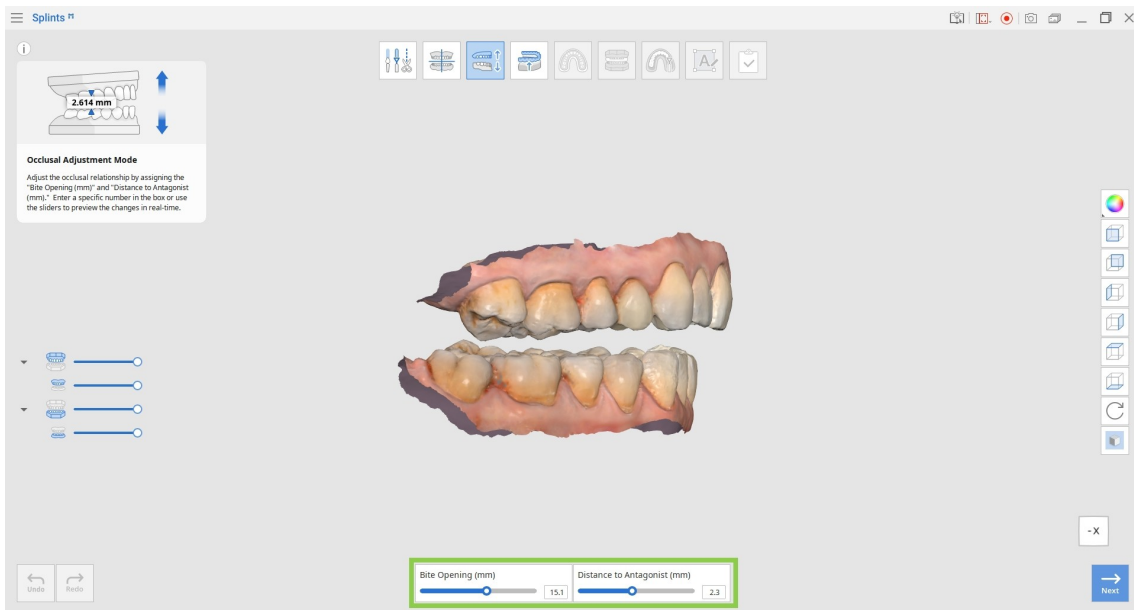 Splints
2.614 mm
Occlusal Adjustment Mode
Adjust the occlusal relationship by assigning the
"Bite Opening (mm)" and "Distance to Antagonist
(mm)." Enter a specific number in the box or use
the sliders to preview the changes in real-time.
-X
Undo
Redo
Bite Opening (mm)
15.1
Distance to Antagonist (mm)
2.3
Next